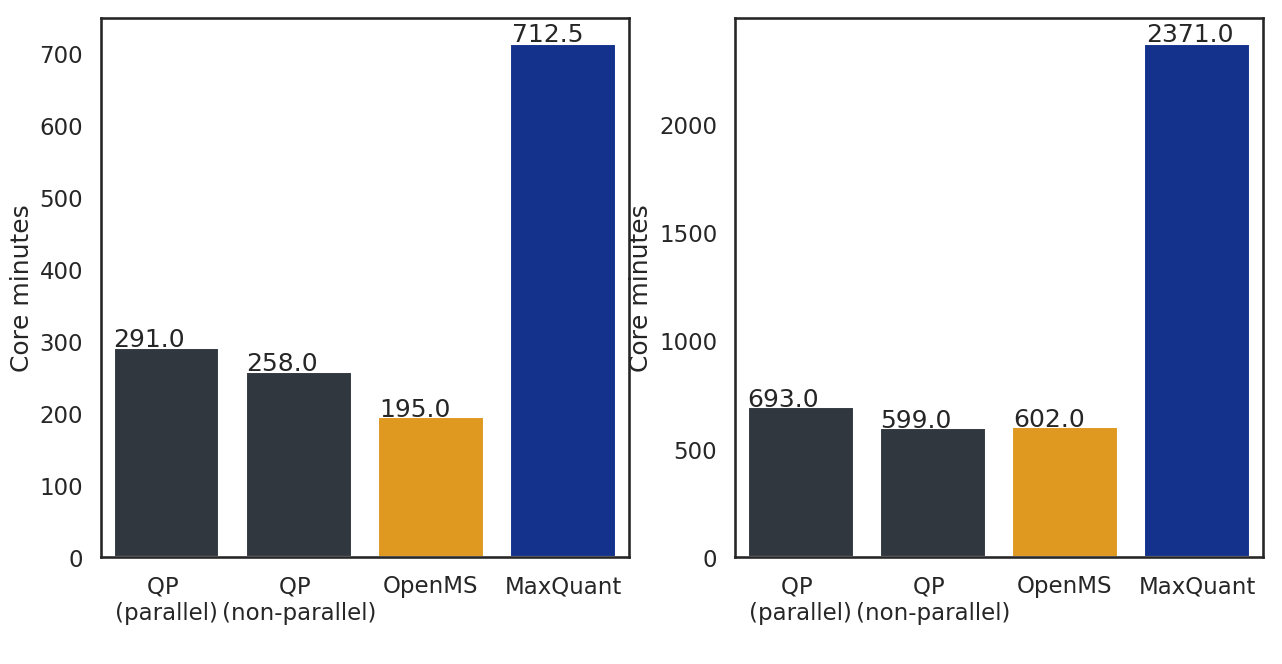 Core minutes
700
600
500
400
300
200
100
0
291.0
258.0
195.0
712.5
QP
(parallel)
QP
(non-parallel)
OpenMS
MaxQuant
Core minutes
2000
1500
1000
500
0
693.0
599.0
602.0
2371.0
QP
(parallel)
QP
(non-parallel)
OpenMS
MaxQuant